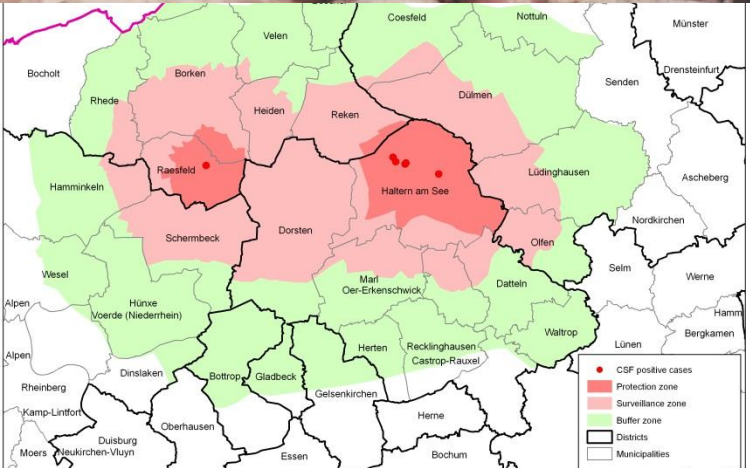 Coesfeld
Nottuln
Münster
Velen
Drensteinfurt
Bocholt
Borken
Senden
Rhede
Heiden
Reken
Dülmen
Raesfeld
Lüdinghausen
Ascheberg
Hamminkeln
Haltern am See
Nordkirchen
Schermbeck
Dorsten
Olfen
Selm
Werne
Wesel
Marl
Oer-Erkenschwick
Datteln
Alpen
Hünxe
Voerde (Niederrhein)
Hamm
Waltrop
Bergkamen
Lünen
Alpen
Herten
Recklinghausen
Castrop-Rauxel
Dinslaken
Bottrop
Gladbeck
Rheinberg
Gelsenkirchen
Kamp-Lintfort
Herne
Oberhausen
Duisburg
Neukirchen-Vluyn
Moers
Essen
Bochum
CSF positive cases
Protection zone
Surveillance zone
Buffer zone
Districts
Municipalities